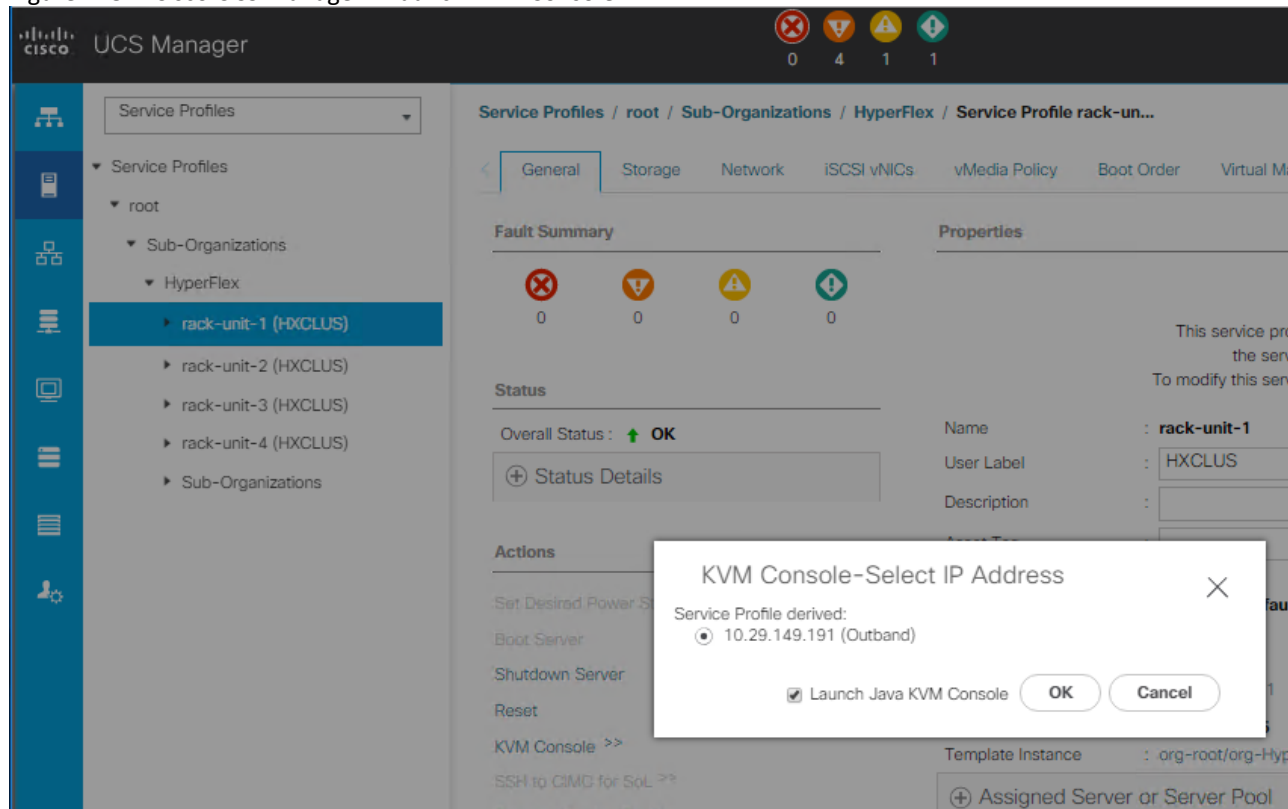 cisco UCS Manager
0 4 1 1
Service Profiles
Service Profiles / root / Sub-Organizations / HyperFlex / Service Profile rack-un...
Service Profiles
root
Sub-Organizations
HyperFlex
rack-unit-1 (HXCLUS)
rack-unit-2 (HXCLUS)
rack-unit-3 (HXCLUS)
rack-unit-4 (HXCLUS)
Sub-Organizations
< General Storage Network iSCSI vNICs vMedia Policy Boot Order Virtual Ma
Fault Summary
0 0 0 0
Status
Overall Status : OK
Status Details
Actions
Set Desired Power St
Boot Server
Shutdown Server
Reset
KVM Console >>
SSH to CIMC for SoL >>
Properties
This service pro
the serv
To modify this serv
Name : rack-unit-1
User Label : HXCLUS
Description :
KVM Console-Select IP Address
Service Profile derived:
10.29.149.191 (Outband)
Launch Java KVM Console OK Cancel
fau
Template Instance : org-root/org-Hyp
Assigned Server or Server Pool